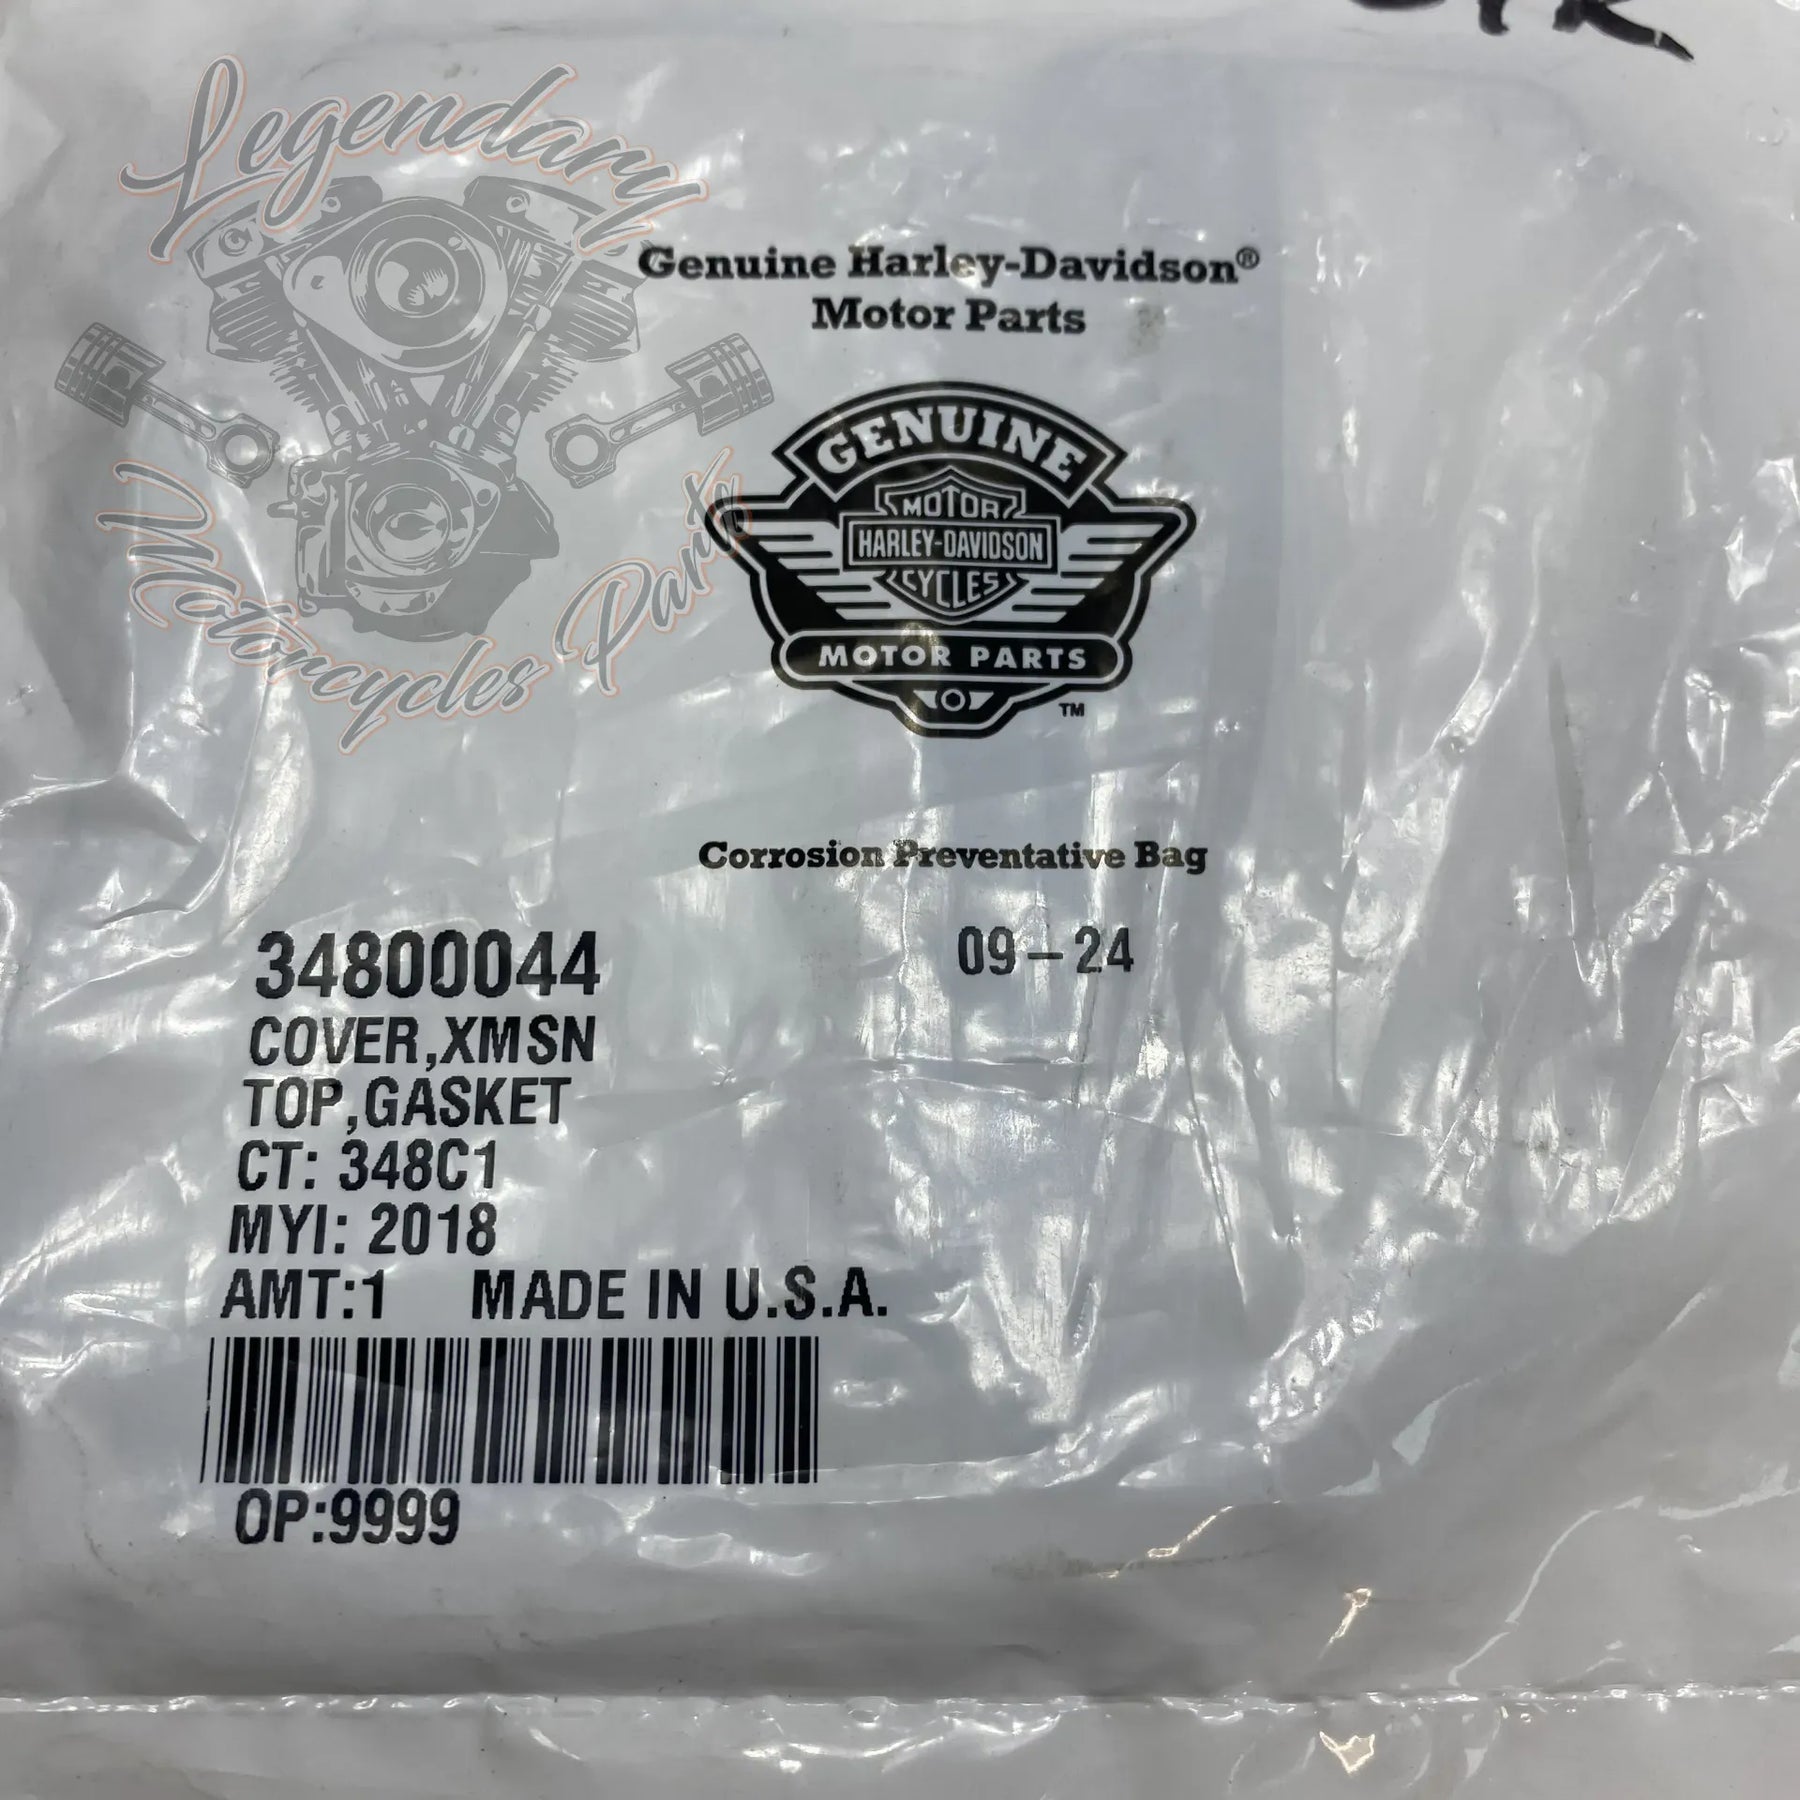 Legendary
Motorcycles Parts
Genuine Harley-Davidson®
Motor Parts
GENUINE
MOTOR
HARLEY-DAVIDSON
CYCLES
MOTOR PARTS
TM
Corrosion Preventative Bag
09-24
34800044
COVER,XMSN
TOP,GASKET
CT: 348C1
MYI: 2018
AMT:1 MADE IN U.S.A.
OP:9999